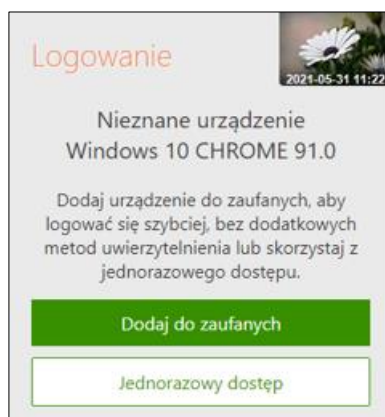 Logowanie
2021-05-31 11:22
Nieznane urządzenie
Windows 10 CHROME 91.0
Dodaj urządzenie do zaufanych, aby
logować się szybciej, bez dodatkowych
metod uwierzytelnienia lub skorzystaj z
jednorazowego dostępu.
Dodaj do zaufanych
Jednorazowy dostęp